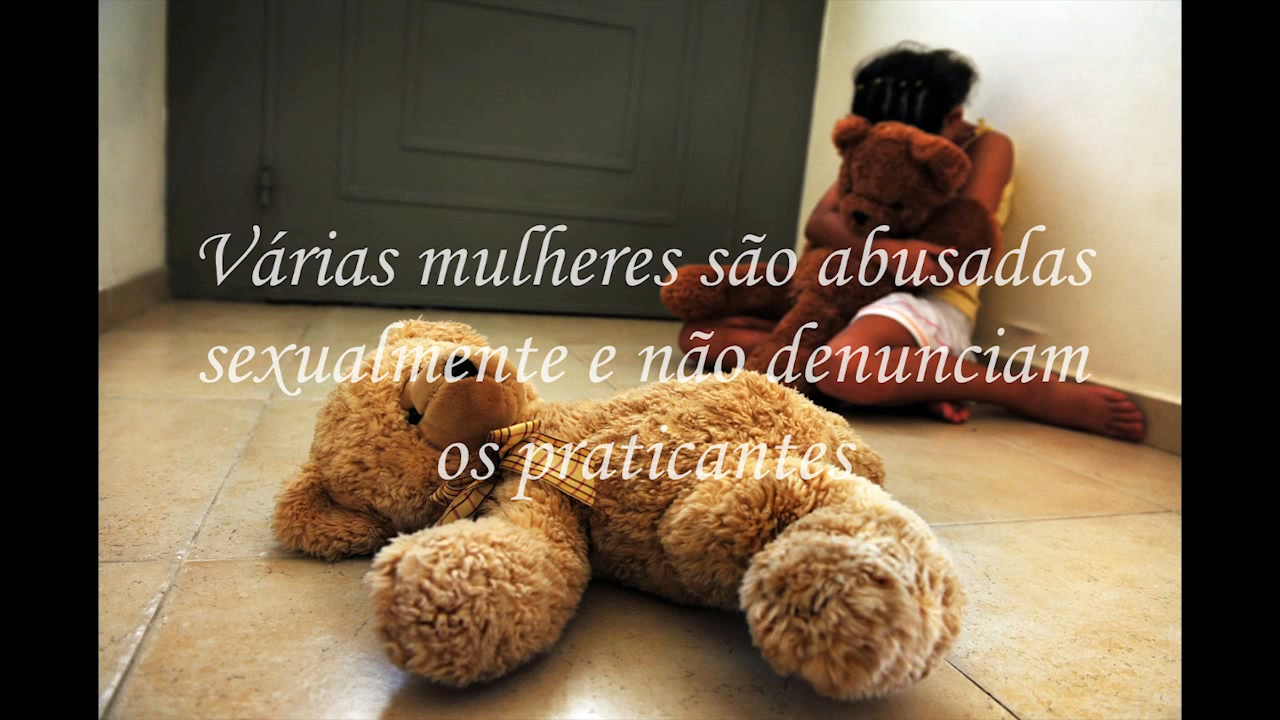 Várias mulheres são abusadas
sexualmente e não denunciam
os praticantes